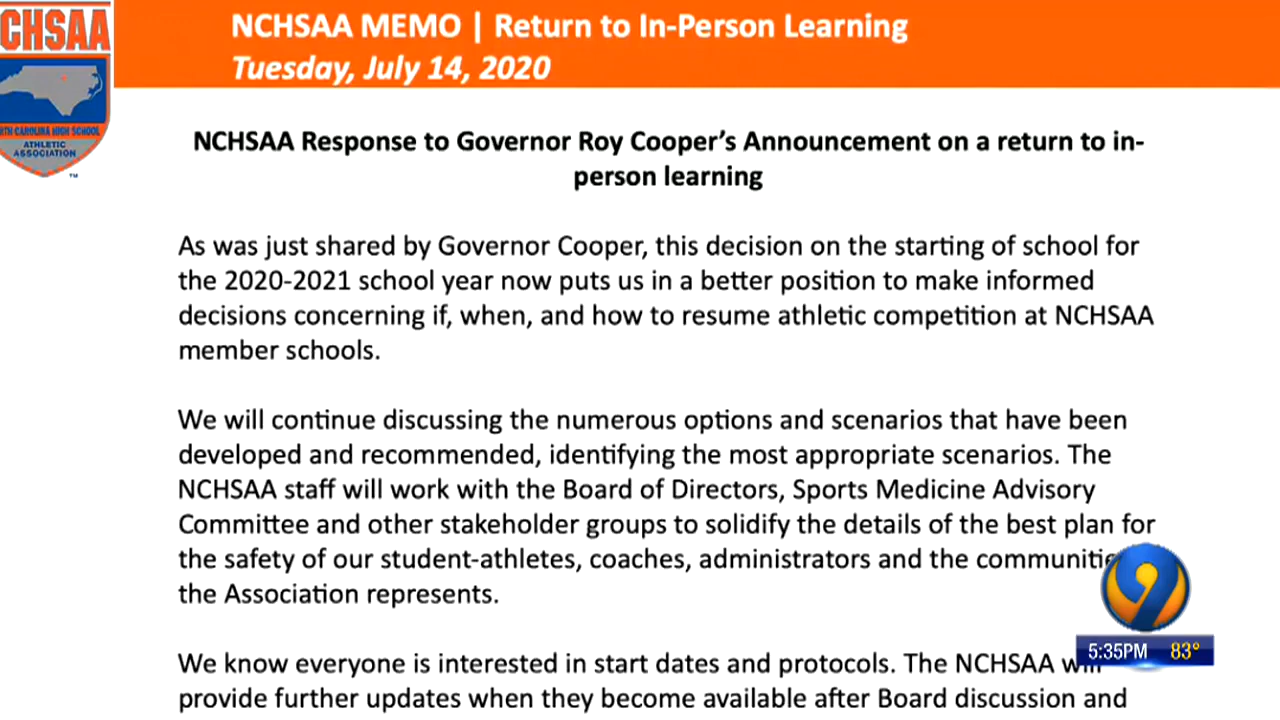 CHSAA
NCHSAA MEMO | Return to In-Person Learning
Tuesday, July 14, 2020
RTH CAROLINA HIGH SCHOOL
ATHLETIC
ASSOCIATION
TM
NCHSAA Response to Governor Roy Cooper's Announcement on a return to in-
person learning
As was just shared by Governor Cooper, this decision on the starting of school for
the 2020-2021 school year now puts us in a better position to make informed
decisions concerning if, when, and how to resume athletic competition at NCHSAA
member schools.
We will continue discussing the numerous options and scenarios that have been
developed and recommended, identifying the most appropriate scenarios. The
NCHSAA staff will work with the Board of Directors, Sports Medicine Advisory
Committee and other stakeholder groups to solidify the details of the best plan for
the safety of our student-athletes, coaches, administrators and the communitie
the Association represents.
9
5:35PM 83°
We know everyone is interested in start dates and protocols. The NCHSAA will
provide further updates when they become available after Board discussion and